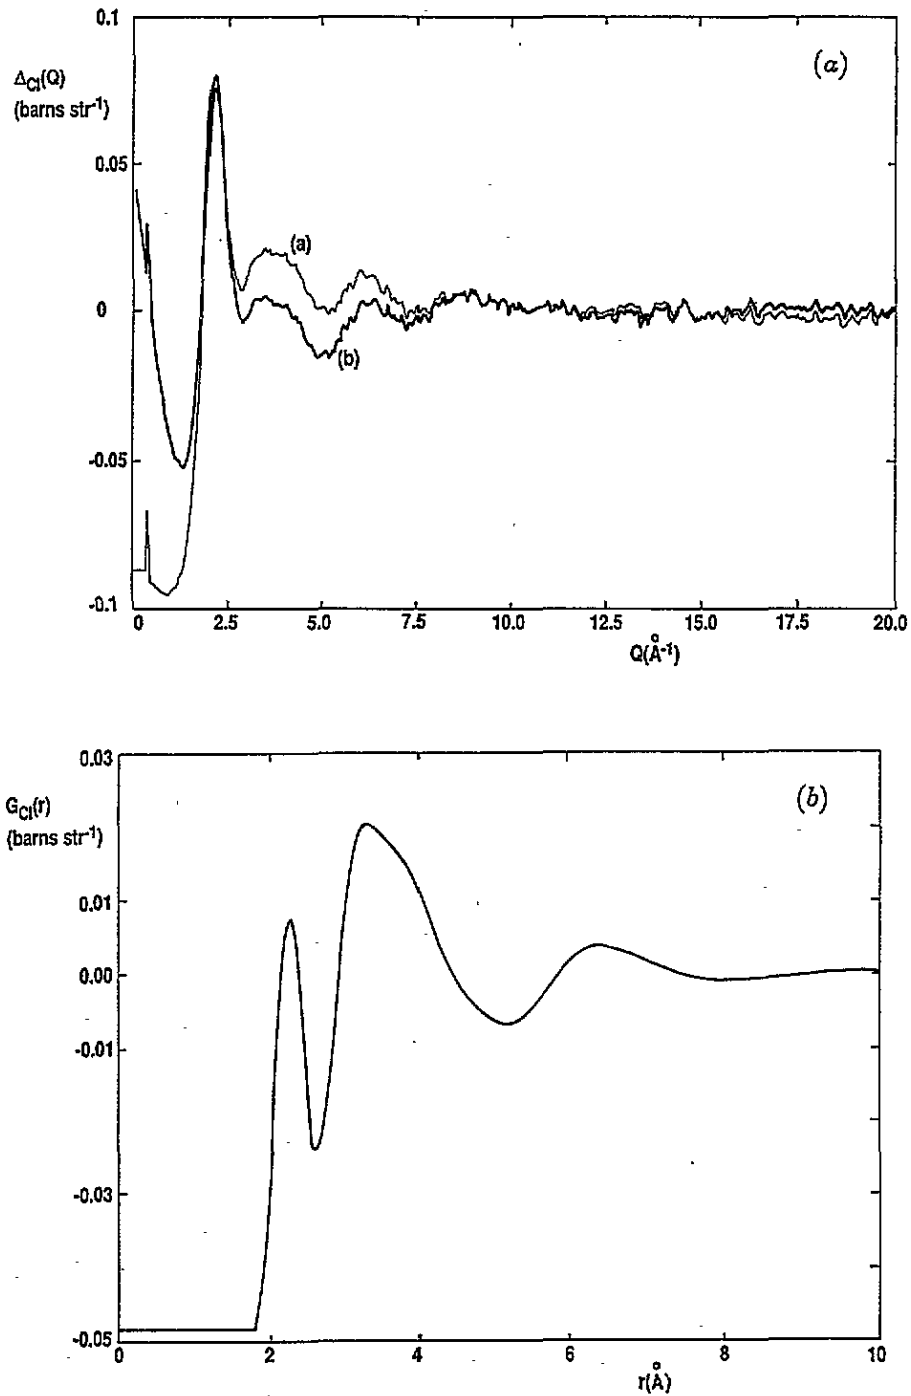 0.1
(a)
ΔCl(Q)
(barns str-1)
0.05
(a)
0
(b)
-0.05
-0.1
0 2.5 5.0 7.5 10.0 12.5 15.0 17.5 20.0
Q(Å-1)
0.03
GCl(r)
(b)
(barns str-1)
0.01
0.00
-0.01
-0.03
-0.05
0 2 4 6 8 10
r(Å)